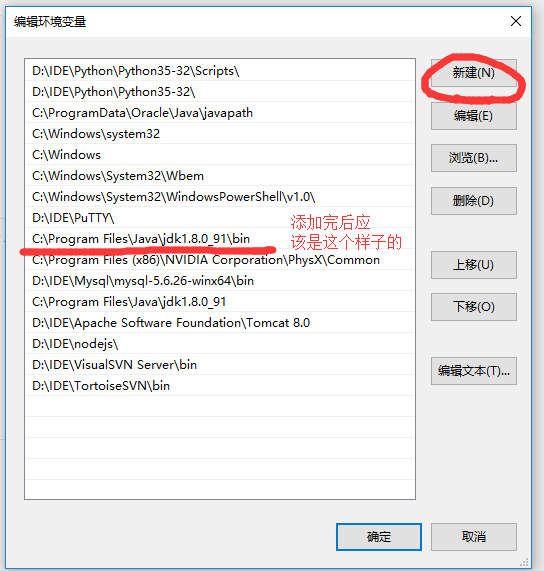 编辑环境变量
D:\IDE\Python\Python35-32\Scripts\
D:\IDE\Python\Python35-32\
C:\ProgramData\Oracle\Java\javapath
C:\Windows\system32
C:\Windows
C:\Windows\System32\Wbem
C:\Windows\System32\WindowsPowerShell\v1.0\
D:\IDE\PuTTY\
C:\Program Files\Java\jdk1.8.0_91\bin
C:\Program Files (x86)\NVIDIA Corporation\PhysX\Common
D:\IDE\Mysql\mysql-5.6.26-winx64\bin
C:\Program Files\Java\jdk1.8.0_91
D:\IDE\Apache Software Foundation\Tomcat 8.0
D:\IDE\nodejs\
D:\IDE\VisualSVN Server\bin
D:\IDE\TortoiseSVN\bin
添加完后应
该是这个样子的
新建(N)
编辑(E)
浏览(B)...
删除(D)
上移(U)
下移(O)
编辑文本(T)...
确定
取消